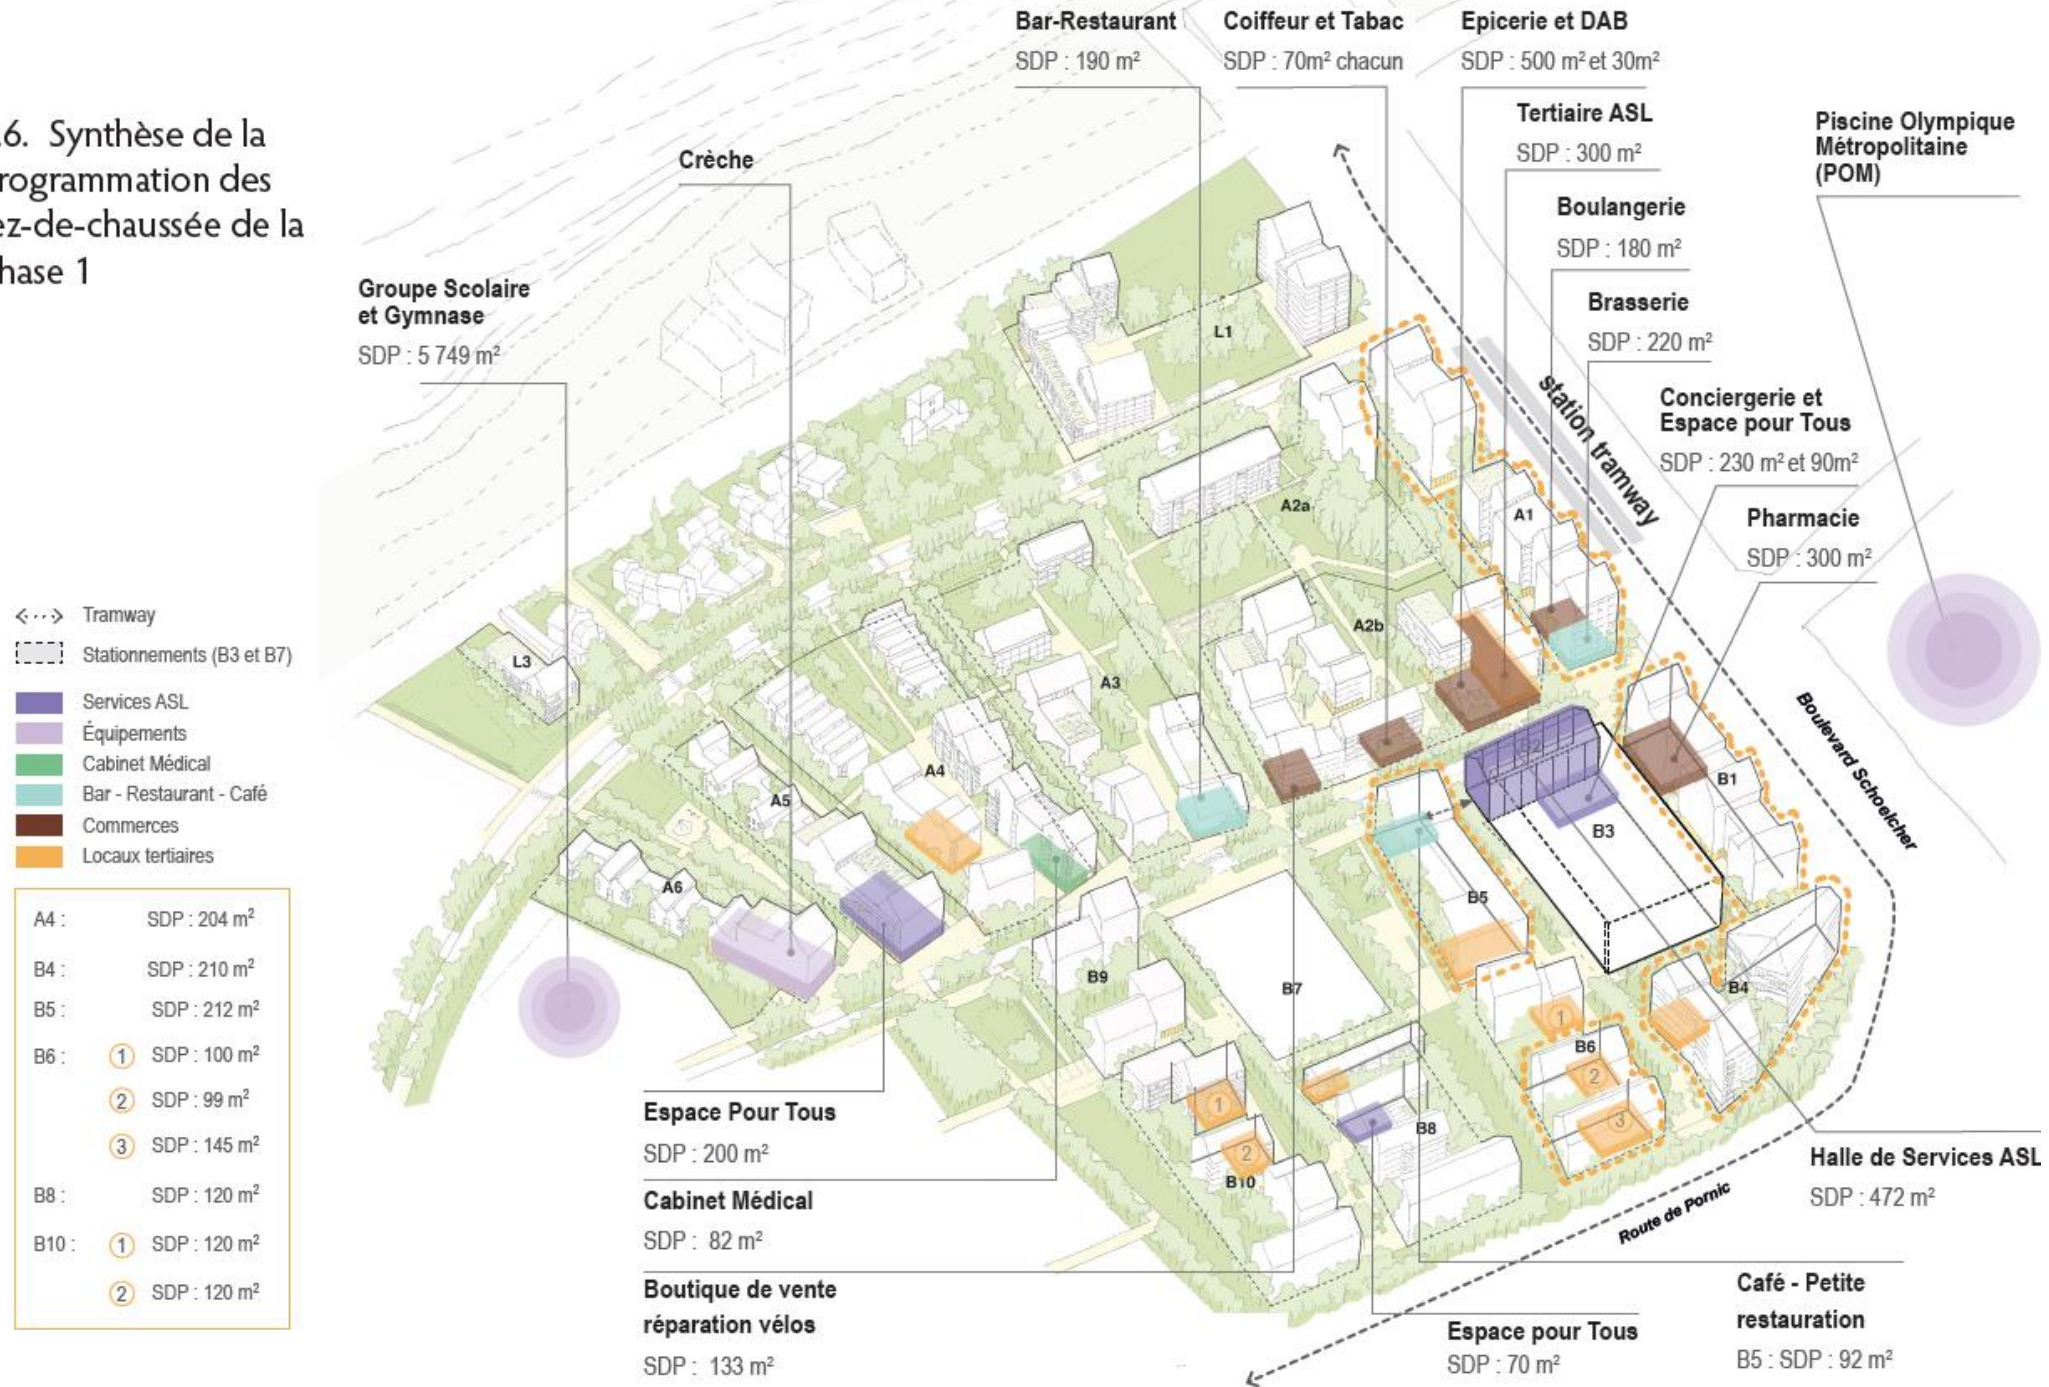 .6. Synthèse de la
rogrammation des
ez-de-chaussée de la
hase 1
Bar-Restaurant
SDP : 190 m²
Coiffeur et Tabac
SDP : 70m² chacun
Epicerie et DAB
SDP : 500 m² et 30m²
Tertiaire ASL
SDP : 300 m²
Piscine Olympique
Métropolitaine
(POM)
Crèche
Boulangerie
SDP : 180 m²
Groupe Scolaire
et Gymnase
SDP : 5 749 m²
Brasserie
SDP : 220 m²
Conciergerie et
Espace pour Tous
SDP : 230 m² et 90m²
Pharmacie
SDP : 300 m²
station tramway
Boulevard Schoelcher
Route de Pornic
L1
A2a
A1
A2b
L3
A3
A4
A5
A6
B1
B2
B3
B5
B4
B9
B7
B6
1
2
3
B8
B10
1
2
Tramway
Stationnements (B3 et B7)
Services ASL
Équipements
Cabinet Médical
Bar - Restaurant - Café
Commerces
Locaux tertiaires
A4 : SDP : 204 m²
B4 : SDP : 210 m²
B5 : SDP : 212 m²
B6 : 1 SDP : 100 m²
2 SDP : 99 m²
3 SDP : 145 m²
B8 : SDP : 120 m²
B10 : 1 SDP : 120 m²
2 SDP : 120 m²
Espace Pour Tous
SDP : 200 m²
Cabinet Médical
SDP : 82 m²
Boutique de vente
réparation vélos
SDP : 133 m²
Halle de Services ASL
SDP : 472 m²
Espace pour Tous
SDP : 70 m²
Café - Petite
restauration
B5 : SDP : 92 m²